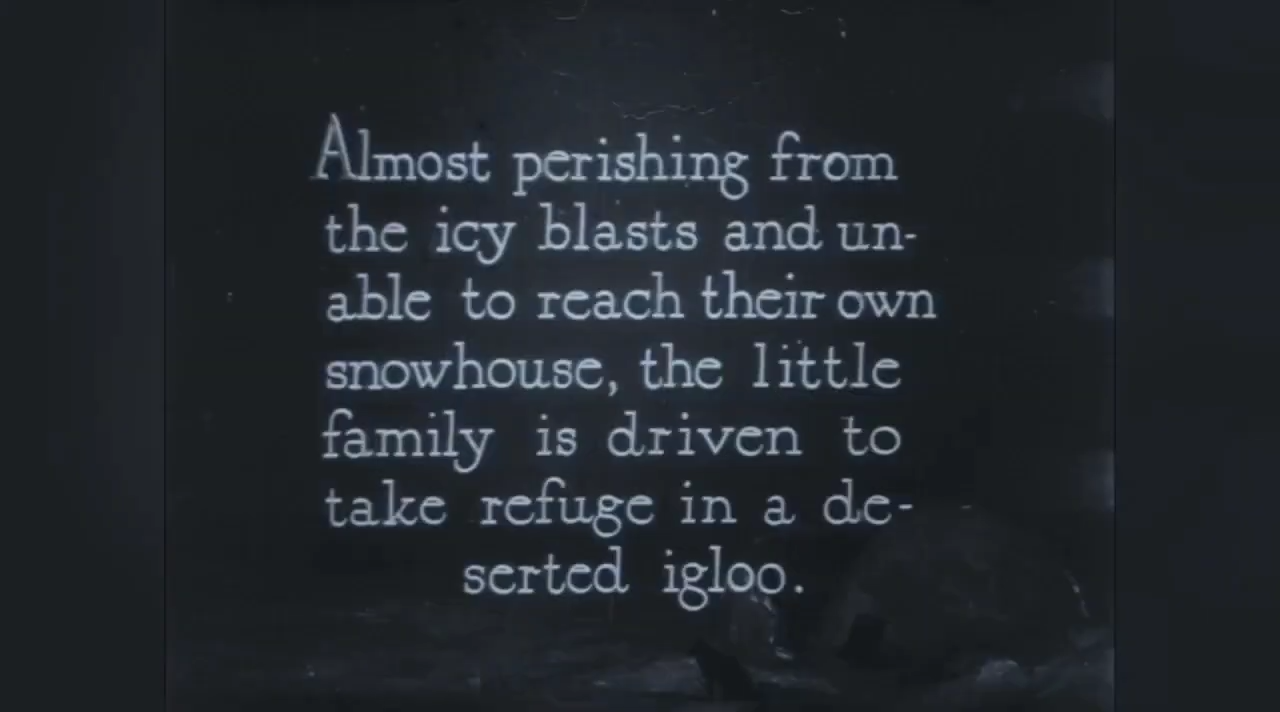 Almost perishing from
the icy blasts and un-
able to reach their own
snowhouse, the little
family is driven to
take refuge in a de-
serted igloo.